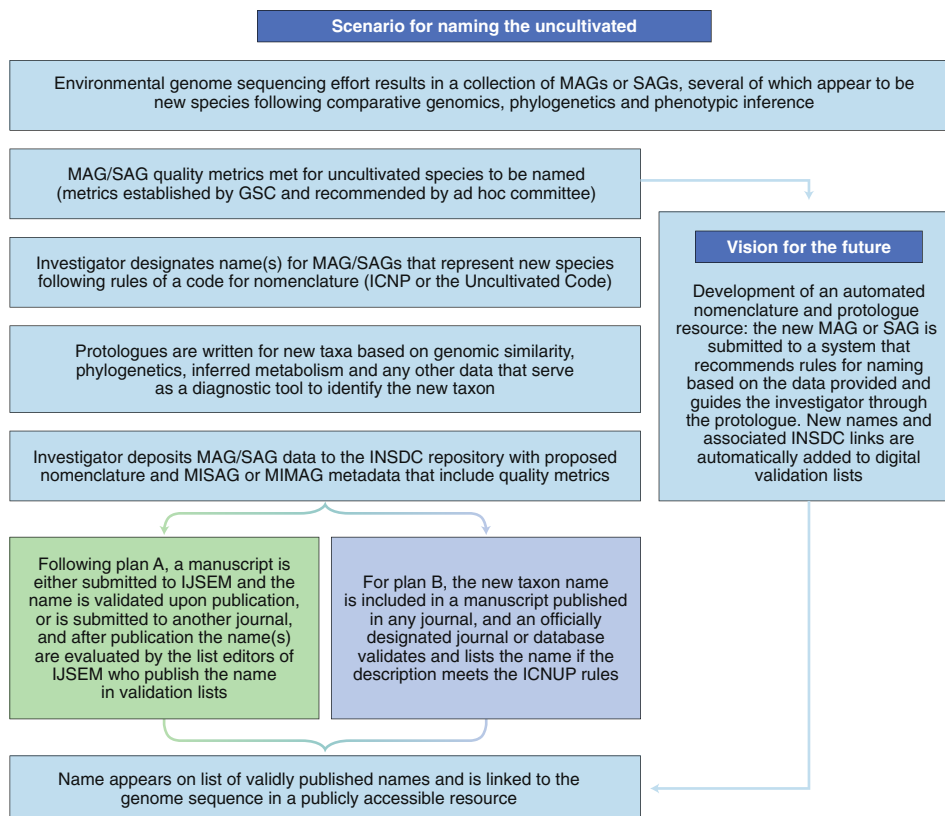 Scenario for naming the uncultivated
Environmental genome sequencing effort results in a collection of MAGs or SAGs, several of which appear to be
new species following comparative genomics, phylogenetics and phenotypic inference
MAG/SAG quality metrics met for uncultivated species to be named
(metrics established by GSC and recommended by ad hoc committee)
Investigator designates name(s) for MAG/SAGs that represent new species
following rules of a code for nomenclature (ICNP or the Uncultivated Code)
Protologues are written for new taxa based on genomic similarity,
phylogenetics, inferred metabolism and any other data that serve
as a diagnostic tool to identify the new taxon
Investigator deposits MAG/SAG data to the INSDC repository with proposed
nomenclature and MISAG or MIMAG metadata that include quality metrics
Vision for the future
Development of an automated
nomenclature and protologue
resource: the new MAG or SAG is
submitted to a system that
recommends rules for naming
based on the data provided and
guides the investigator through
the protologue. New names and
associated INSDC links are
automatically added to digital
validation lists
Following plan A, a manuscript is
either submitted to IJSEM and the
name is validated upon publication,
or is submitted to another journal,
and after publication the name(s)
are evaluated by the list editors of
IJSEM who publish the name
in validation lists
For plan B, the new taxon name
is included in a manuscript published
in any journal, and an officially
designated journal or database
validates and lists the name if the
description meets the ICNUP rules
Name appears on list of validly published names and is linked to the
genome sequence in a publicly accessible resource